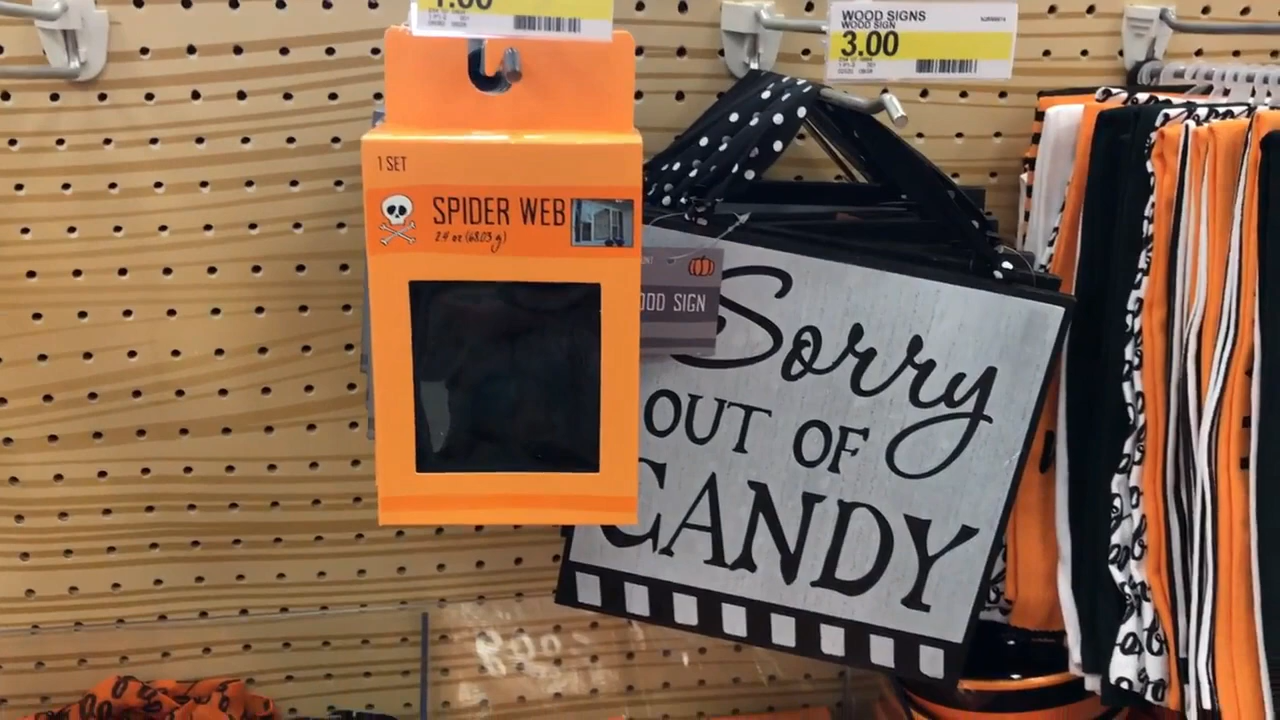 WOOD SIGNS
WOOD SIGN
3.00
1 SET
SPIDER WEB
2.4 oz (68.03 g)
OOD SIGN
Sorry
OUT OF
CANDY